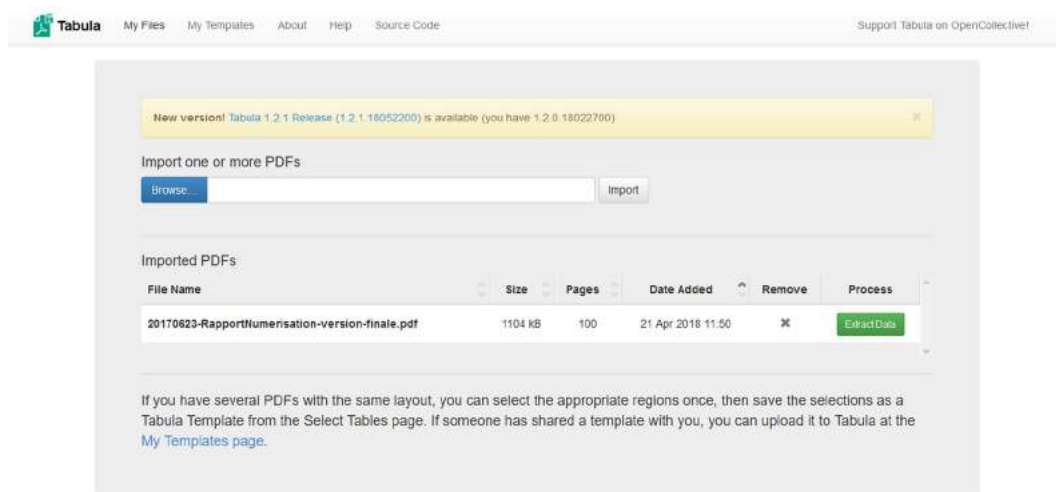 Tabula My Files My Templates About Help Source Code Support Tabula on OpenCollective!
New version! Tabula 1.2.1 Release (1.2.1.18052200) is available (you have 1.2.0.18022700)
Import one or more PDFs
Browse... Import
Imported PDFs
File Name Size Pages Date Added Remove Process
20170623-RapportNumerisation-version-finale.pdf 1104 kB 100 21 Apr 2018 11:50 Extract Data
If you have several PDFs with the same layout, you can select the appropriate regions once, then save the selections as a
Tabula Template from the Select Tables page. If someone has shared a template with you, you can upload it to Tabula at the
My Templates page.